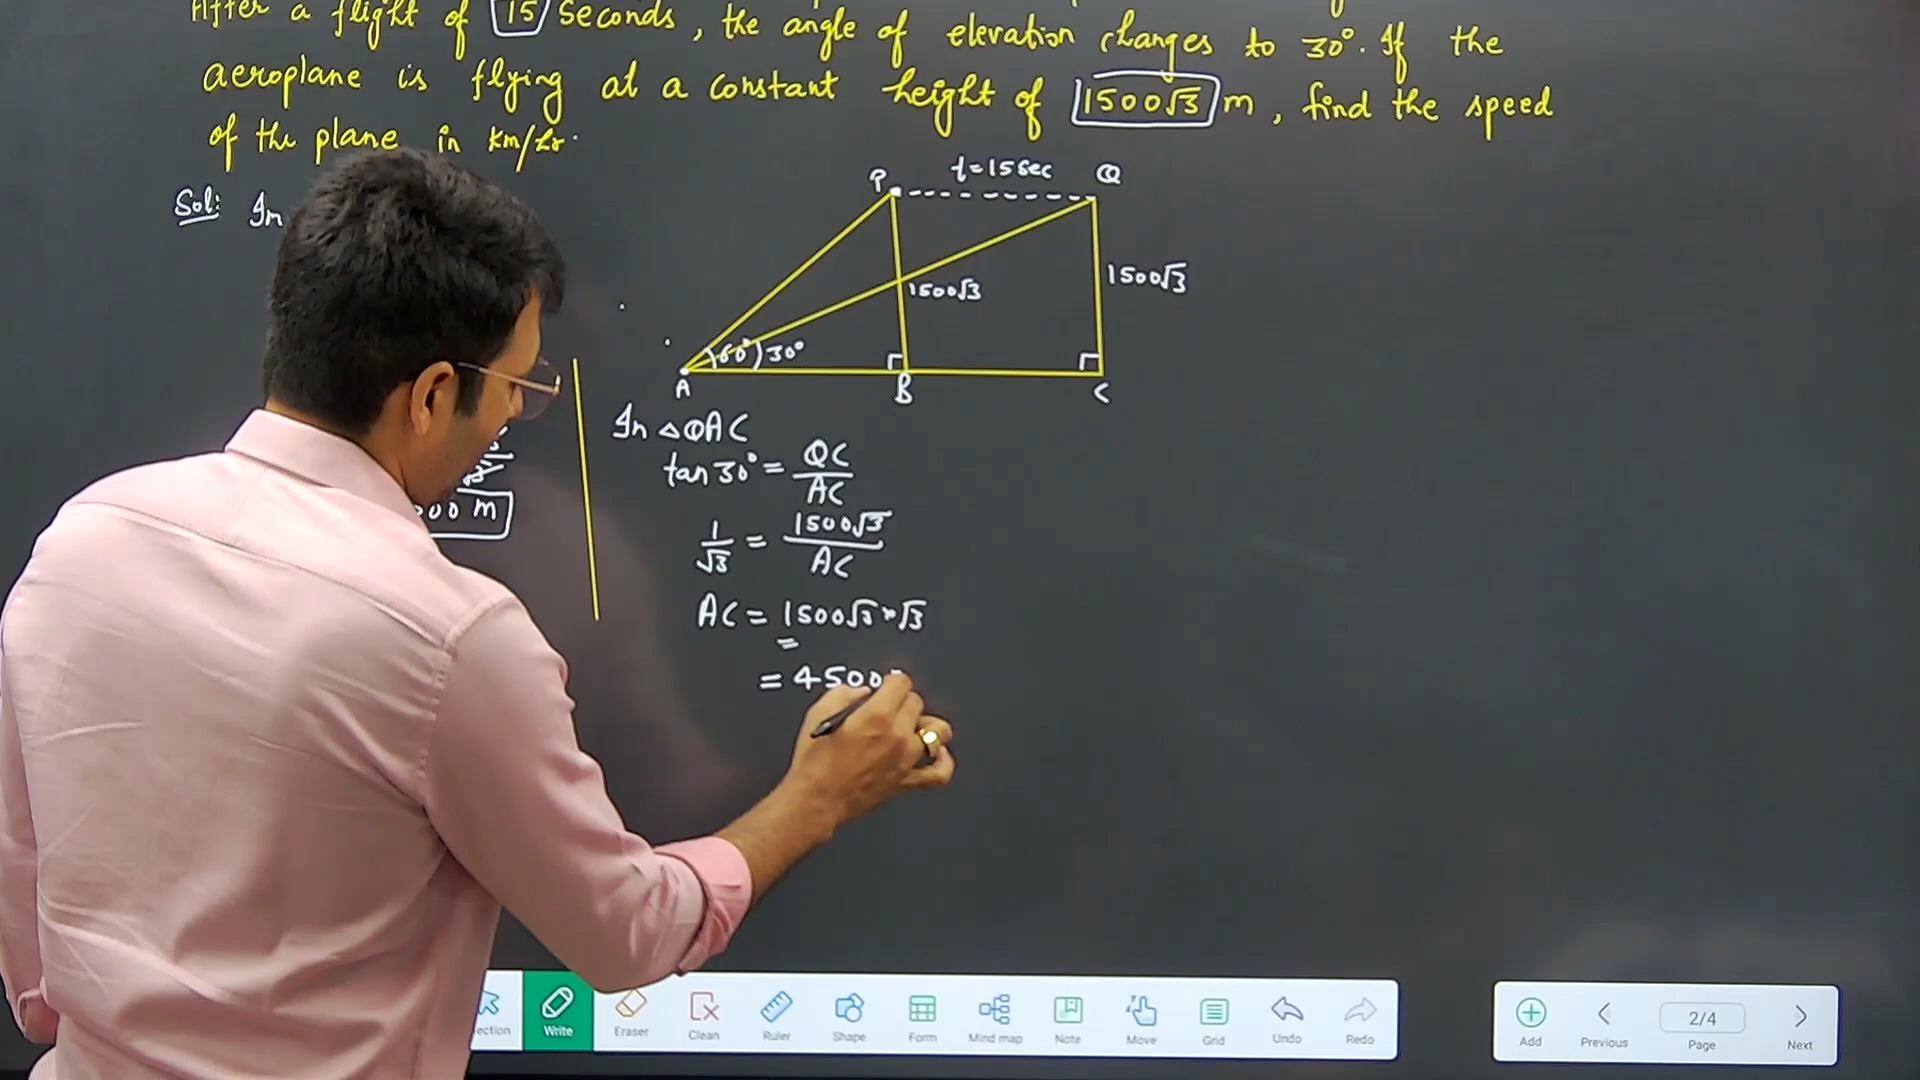 After a flight of 15 seconds, the angle of elevation changes to 30°. If the
aeroplane is flying at a constant height of 1500√3 m, find the speed
of the plane in km/hr.
Sol: In
P t=15sec Q
1500√3
1500√3
60° 30°
A B C
In △QAC
tan30° = QC/AC
1/√3 = 1500√3/AC
AC = 1500√3×√3
=
= 4500
m
Write Eraser Clean Ruler Shape Form Mind map Note Move Grid Undo Redo
Add Previous 2/4 Page Next